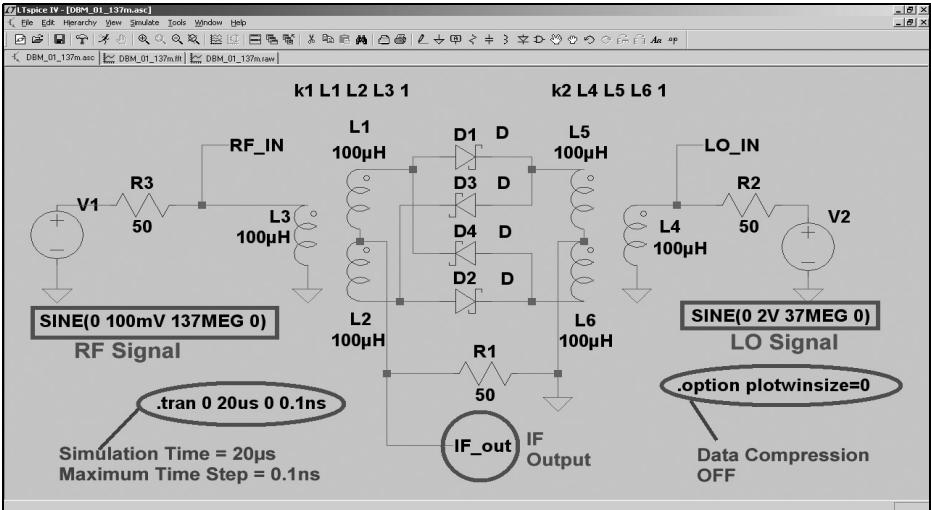 LTspice IV - [DBM_01_137m.asc]
File Edit Hierarchy View Simulate Tools Window Help
DBM_01_137m.asc DBM_01_137m.fft DBM_01_137m.raw
k1 L1 L2 L3 1
k2 L4 L5 L6 1
RF_IN
LO_IN
L1
100µH
D1 D
L5
100µH
D3 D
R3
50
V1
L3
100µH
D4 D
L4
100µH
R2
50
V2
D2 D
SINE(0 100mV 137MEG 0)
RF Signal
L2
100µH
L6
100µH
SINE(0 2V 37MEG 0)
LO Signal
R1
50
.tran 0 20us 0 0.1ns
.option plotwinsize=0
IF_out
IF
Output
Simulation Time = 20µs
Maximum Time Step = 0.1ns
Data Compression
OFF